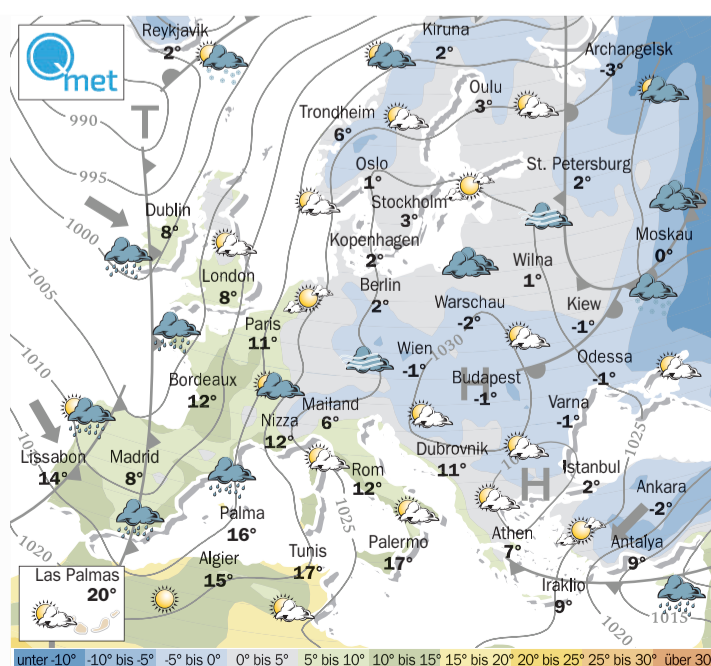 Qmet
Reykjavik
2°
Kiruna
2°
Archangelsk
-3°
Oulu
3°
Trondheim
6°
990
T
Oslo
1°
St. Petersburg
2°
995
Stockholm
3°
Dublin
8°
Kopenhagen
2°
Moskau
0°
1000
London
8°
Wilna
1°
Berlin
2°
1005
Warschau
-2°
Kiew
-1°
Paris
11°
1030
Wien
-1°
Odessa
-1°
1010
Bordeaux
12°
H
Budapest
-1°
Mailand
6°
Varna
-1°
Nizza
12°
1025
Lissabon
14°
Madrid
8°
Dubrovnik
11°
Rom
12°
Istanbul
2°
H
Ankara
-2°
Palma
16°
1025
Athen
7°
Antalya
9°
1020
Algier
15°
Tunis
17°
Palermo
17°
Las Palmas
20°
Iraklio
9°
1015
1020
unter -10° -10° bis -5° -5° bis 0° 0° bis 5° 5° bis 10° 10° bis 15° 15° bis 20° 20° bis 25° 25° bis 30° über 30